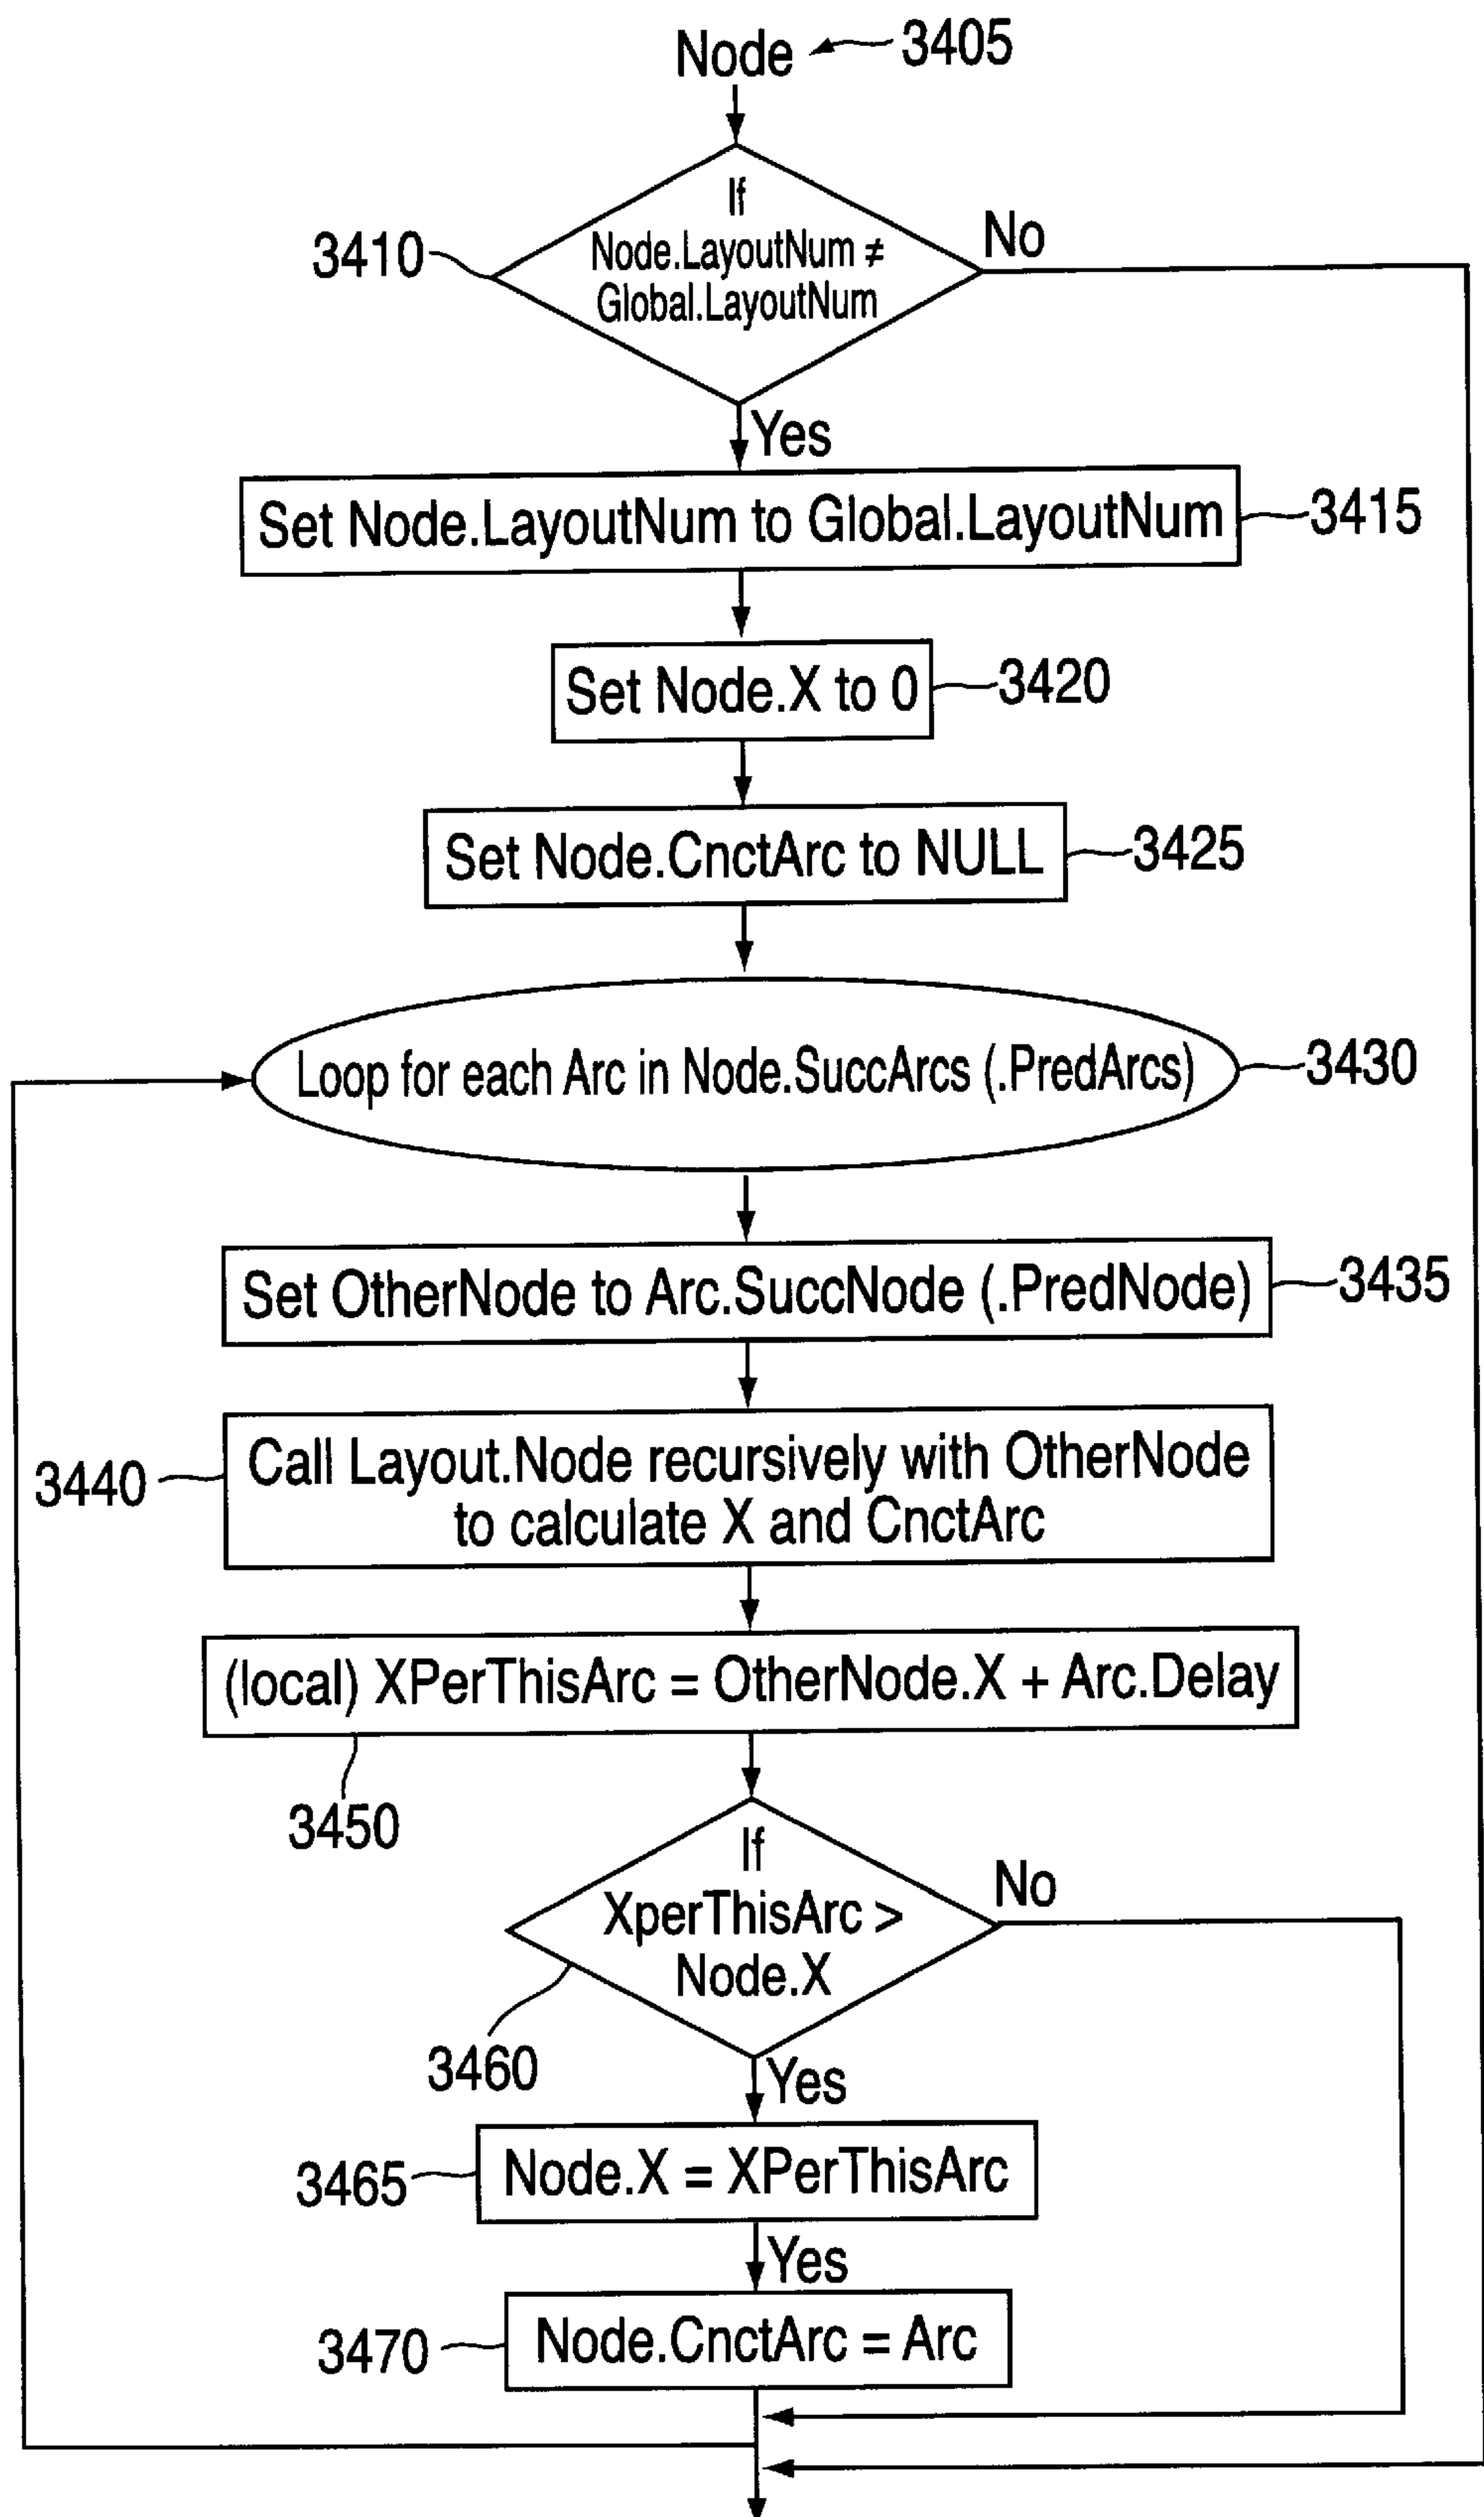 Node
3405
If
Node.LayoutNum ≠
Global.LayoutNum
3410
No
Yes
Set Node.LayoutNum to Global.LayoutNum
3415
Set Node.X to 0
3420
Set Node.CnctArc to NULL
3425
Loop for each Arc in Node.SuccArcs (.PredArcs)
3430
Set OtherNode to Arc.SuccNode (.PredNode)
3435
Call Layout.Node recursively with OtherNode
to calculate X and CnctArc
3440
(local) XPerThisArc = OtherNode.X + Arc.Delay
3450
If
XperThisArc >
Node.X
No
3460
Yes
Node.X = XPerThisArc
3465
Yes
Node.CnctArc = Arc
3470